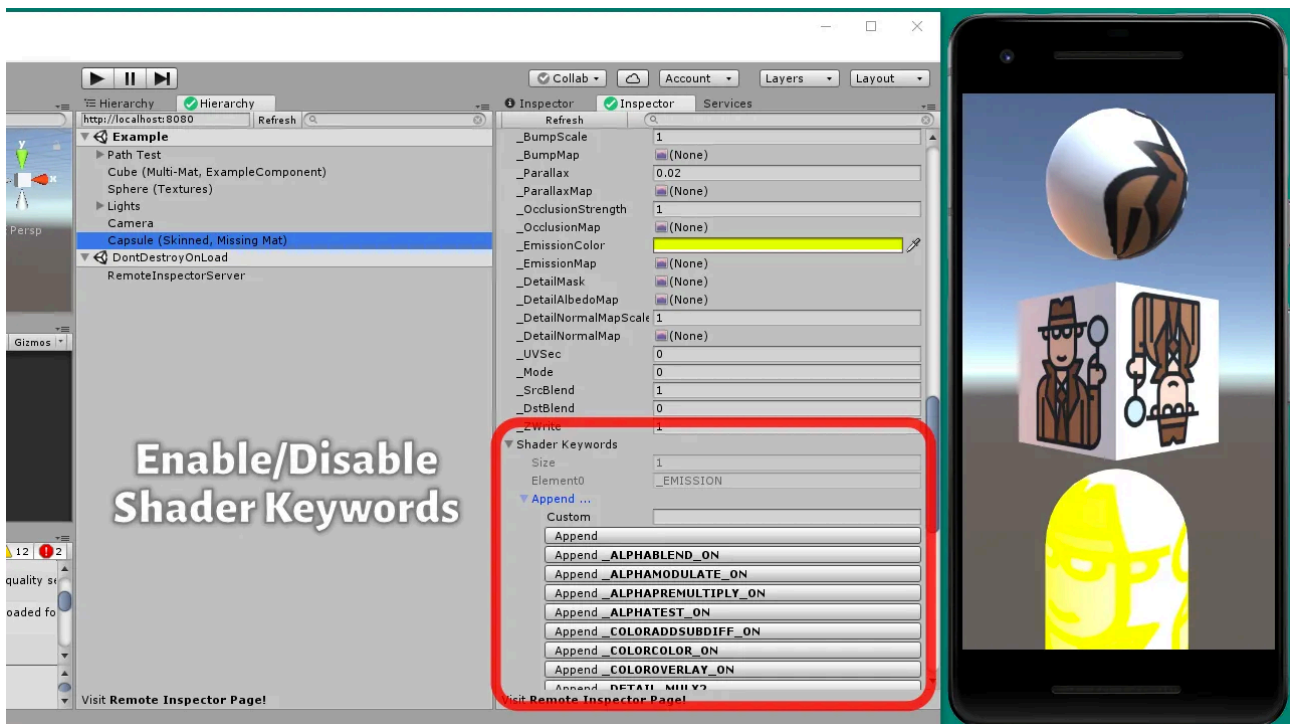 Collab
Account
Layers
Layout
Hierarchy
Hierarchy
Inspector
Inspector
Services
http://localhost:8080
Refresh
Refresh
Example
Path Test
Cube (Multi-Mat, ExampleComponent)
Sphere (Textures)
Lights
Camera
Capsule (Skinned, Missing Mat)
DontDestroyOnLoad
RemoteInspectorServer
y
x
Persp
Gizmos
12
2
quality se
oaded fo
Enable/Disable
Shader Keywords
Visit Remote Inspector Page!
_BumpScale 1
_BumpMap (None)
_Parallax 0.02
_ParallaxMap (None)
_OcclusionStrength 1
_OcclusionMap (None)
_EmissionColor
_EmissionMap (None)
_DetailMask (None)
_DetailAlbedoMap (None)
_DetailNormalMapScale 1
_DetailNormalMap (None)
_UVSec 0
_Mode 0
_SrcBlend 1
_DstBlend 0
_ZWrite 1
Shader Keywords
Size 1
Element0 _EMISSION
Append ...
Custom
Append
Append _ALPHABLEND_ON
Append _ALPHAMODULATE_ON
Append _ALPHAPREMULTIPLY_ON
Append _ALPHATEST_ON
Append _COLORADDSUBDIFF_ON
Append _COLORCOLOR_ON
Append _COLOROVERLAY_ON
Append _DETAIL_MULX2
Visit Remote Inspector Page!